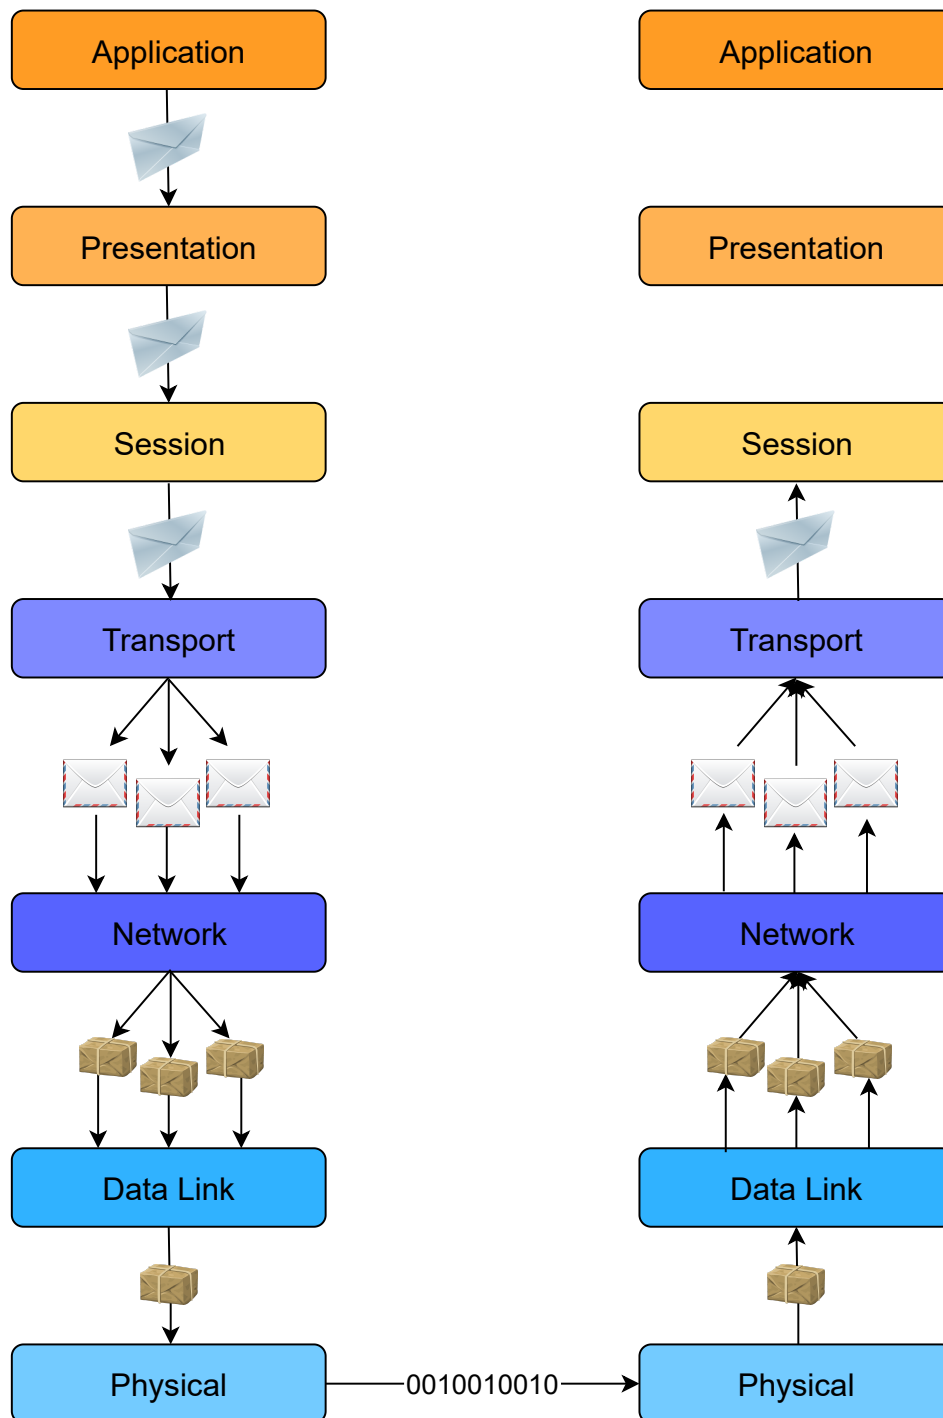 Application
Application
Presentation
Presentation
Session
Session
Transport
Transport
Network
Network
Data Link
Data Link
Physical
0010010010
Physical